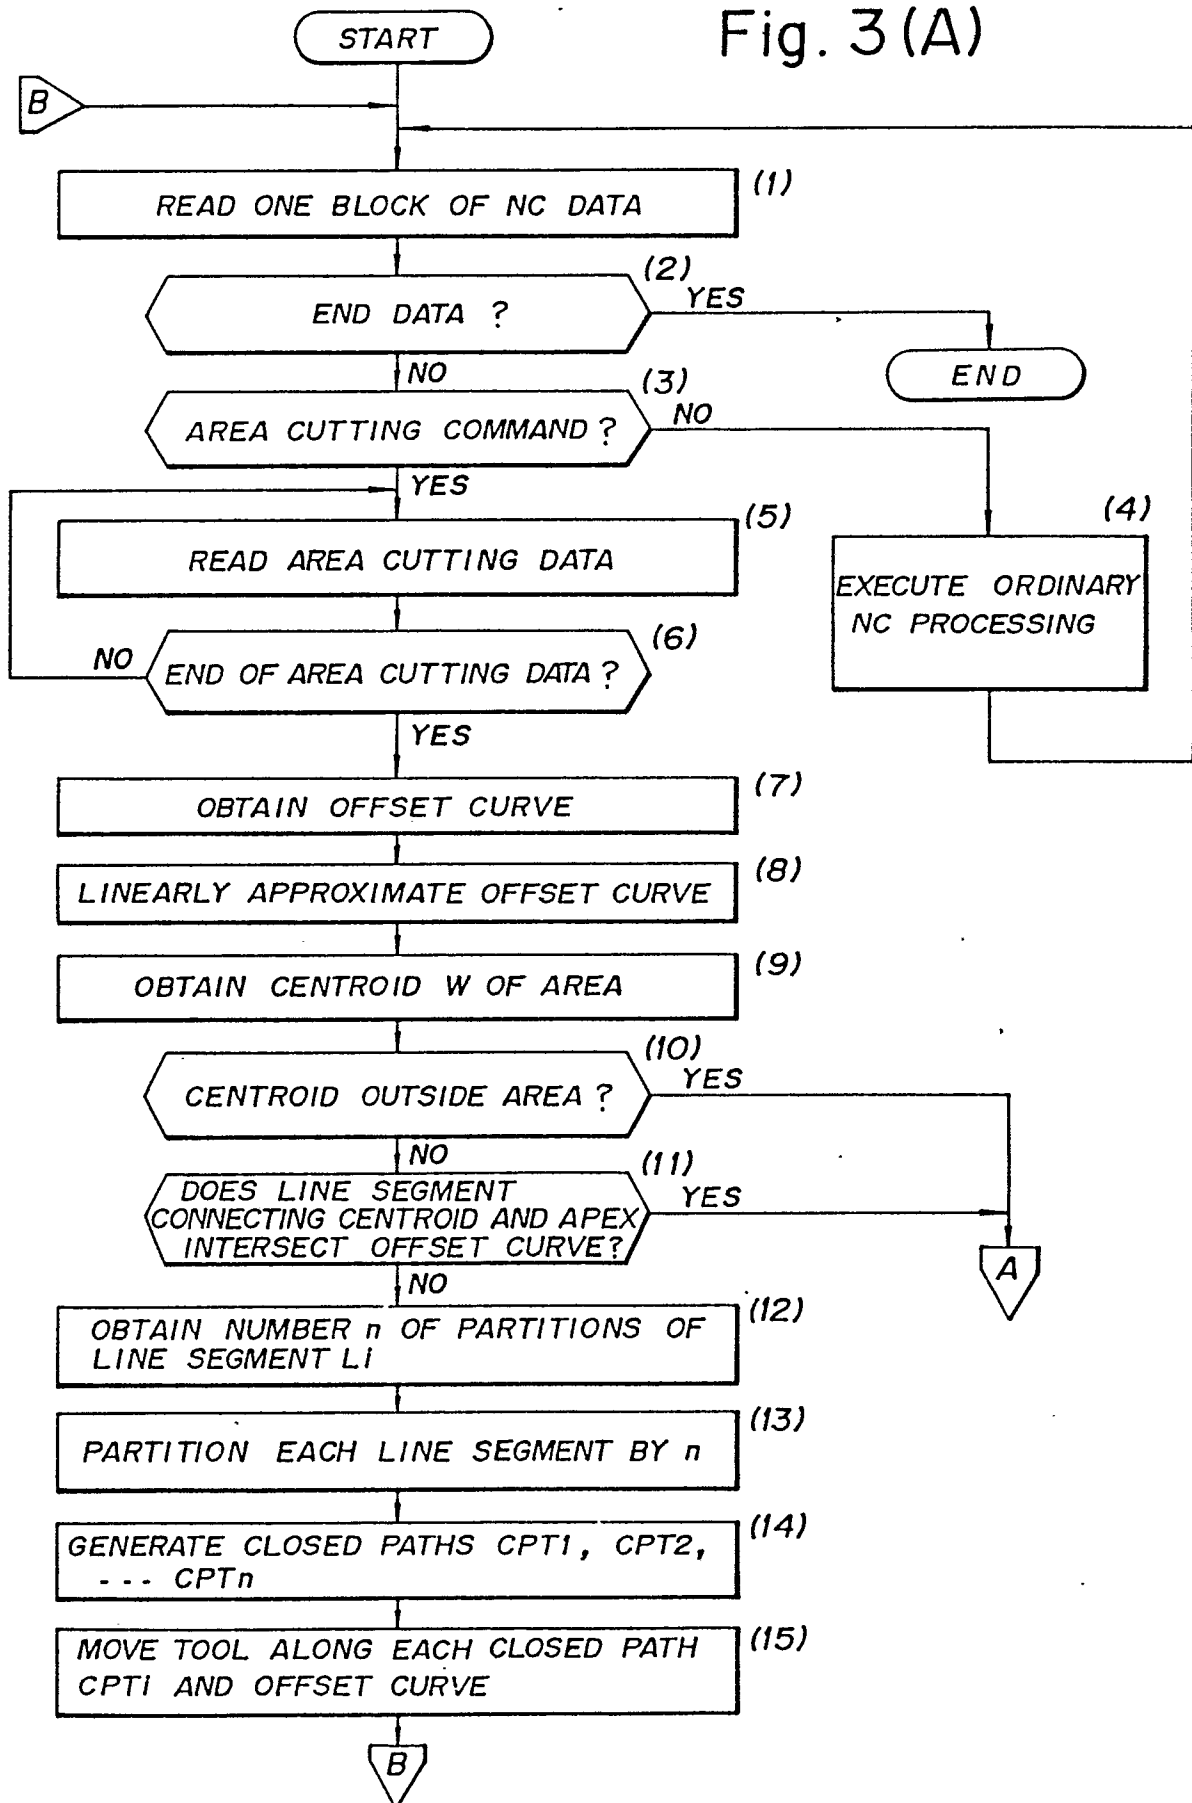 Fig. 3(A)
START
B
(1)
READ ONE BLOCK OF NC DATA
(2)
END DATA ?
YES
END
NO
(3)
AREA CUTTING COMMAND ?
NO
YES
(4)
EXECUTE ORDINARY
NC PROCESSING
(5)
READ AREA CUTTING DATA
(6)
END OF AREA CUTTING DATA ?
NO
YES
(7)
OBTAIN OFFSET CURVE
(8)
LINEARLY APPROXIMATE OFFSET CURVE
(9)
OBTAIN CENTROID W OF AREA
(10)
CENTROID OUTSIDE AREA ?
YES
NO
(11)
DOES LINE SEGMENT
CONNECTING CENTROID AND APEX
INTERSECT OFFSET CURVE?
YES
A
NO
(12)
OBTAIN NUMBER n OF PARTITIONS OF
LINE SEGMENT Li
(13)
PARTITION EACH LINE SEGMENT BY n
(14)
GENERATE CLOSED PATHS CPT1, CPT2,
--- CPTn
(15)
MOVE TOOL ALONG EACH CLOSED PATH
CPTi AND OFFSET CURVE
B